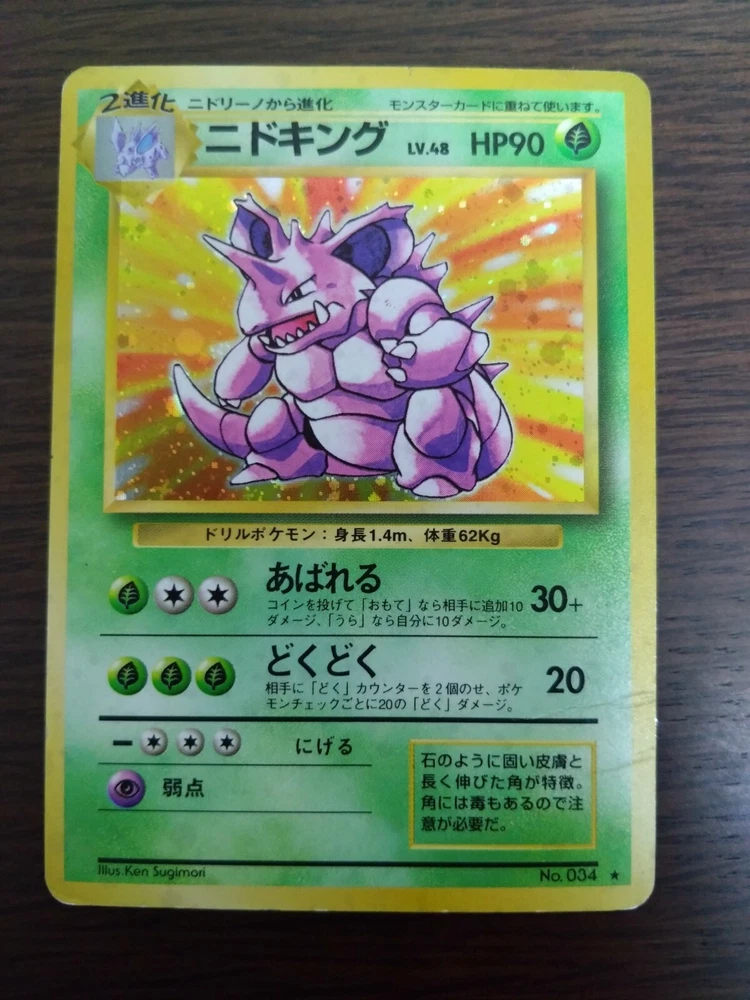 2進化 ニドリーノから進化 モンスターカードに重ねて使います。
ニドキング LV.48 HP90
ドリルポケモン：身長1.4m、体重62Kg
あばれる 30+
コインを投げて「おもて」なら相手に追加10
ダメージ、「うら」なら自分に10ダメージ。
どくどく 20
相手に「どく」カウンターを2個のせ、ポケ
モンチェックごとに20の「どく」ダメージ。
ー にげる
弱点
石のように固い皮膚と
長く伸びた角が特徴。
角には毒もあるので注
意が必要だ。
Illus.Ken Sugimori No. 034 ★